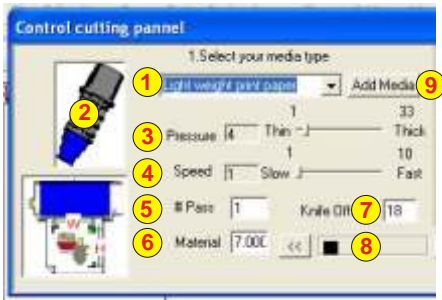 Control cutting pannel
1.Select your media type
1 Light weight print paper Add Media 9
2
1 33
3 Pressure 4 Thin Thick
1 10
4 Speed 1 Slow Fast
5 # Pass 1 Knife Off 7 18
6 Material 7.000 << 8
W
H